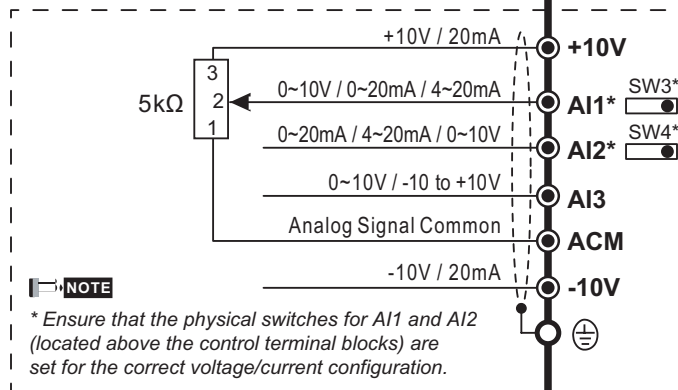 +10V / 20mA
+10V
3
5kΩ
2
0~10V / 0~20mA / 4~20mA
AI1*
SW3*
1
0~20mA / 4~20mA / 0~10V
AI2*
SW4*
0~10V / -10 to +10V
AI3
Analog Signal Common
ACM
-10V / 20mA
-10V
NOTE
* Ensure that the physical switches for AI1 and AI2
(located above the control terminal blocks) are
set for the correct voltage/current configuration.